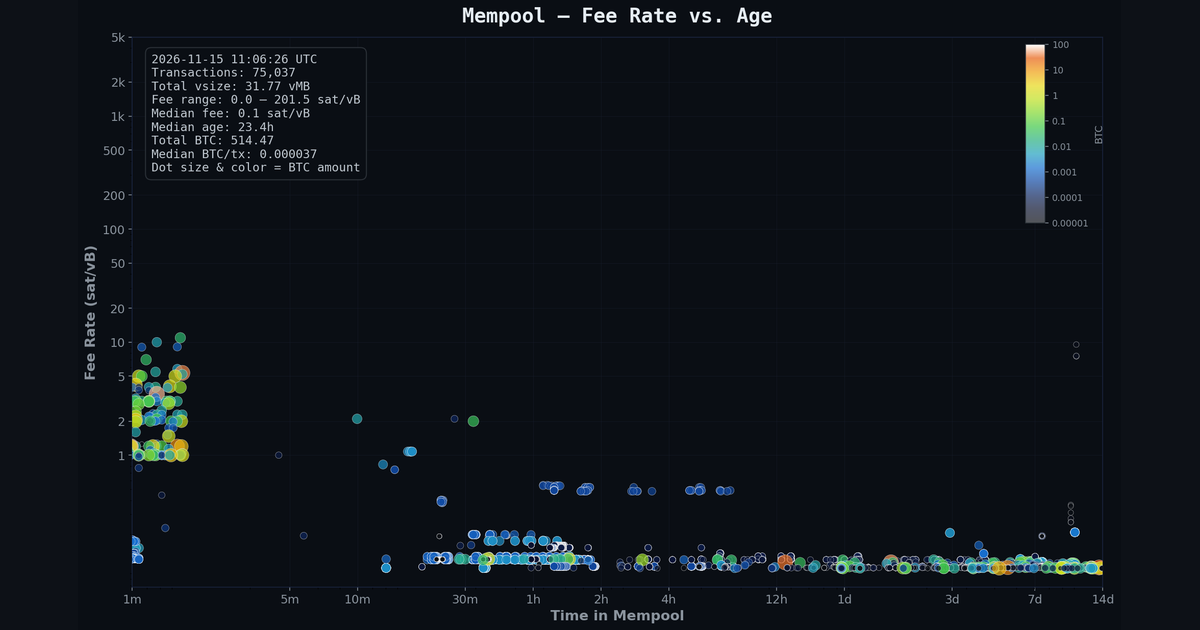 Mempool — Fee Rate vs. Age
2026-11-15 11:06:26 UTC
Transactions: 75,037
Total vsize: 31.77 vMB
Fee range: 0.0 – 201.5 sat/vB
Median fee: 0.1 sat/vB
Median age: 23.4h
Total BTC: 514.47
Median BTC/tx: 0.000037
Dot size & color = BTC amount
100
10
1
0.1
0.01
0.001
0.0001
0.00001
BTC
5k
2k
1k
500
200
100
50
20
10
5
2
1
Fee Rate (sat/vB)
1m
5m
10m
30m
1h
2h
4h
12h
1d
3d
7d
14d
Time in Mempool